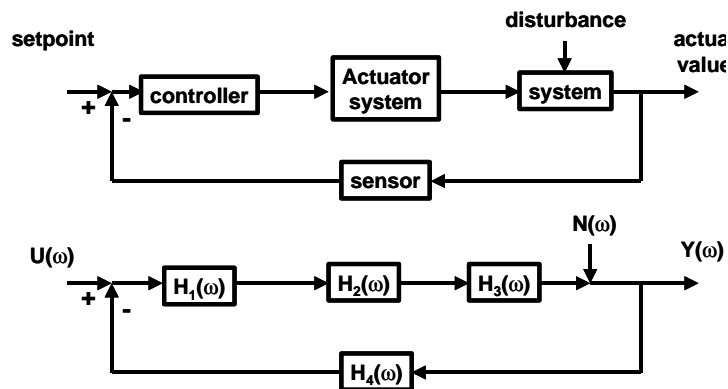 disturbance
setpoint
actua
value
+
-
controller
Actuator
system
system
sensor
N(ω)
U(ω)
Y(ω)
+
-
H₁(ω)
H₂(ω)
H₃(ω)
H₄(ω)